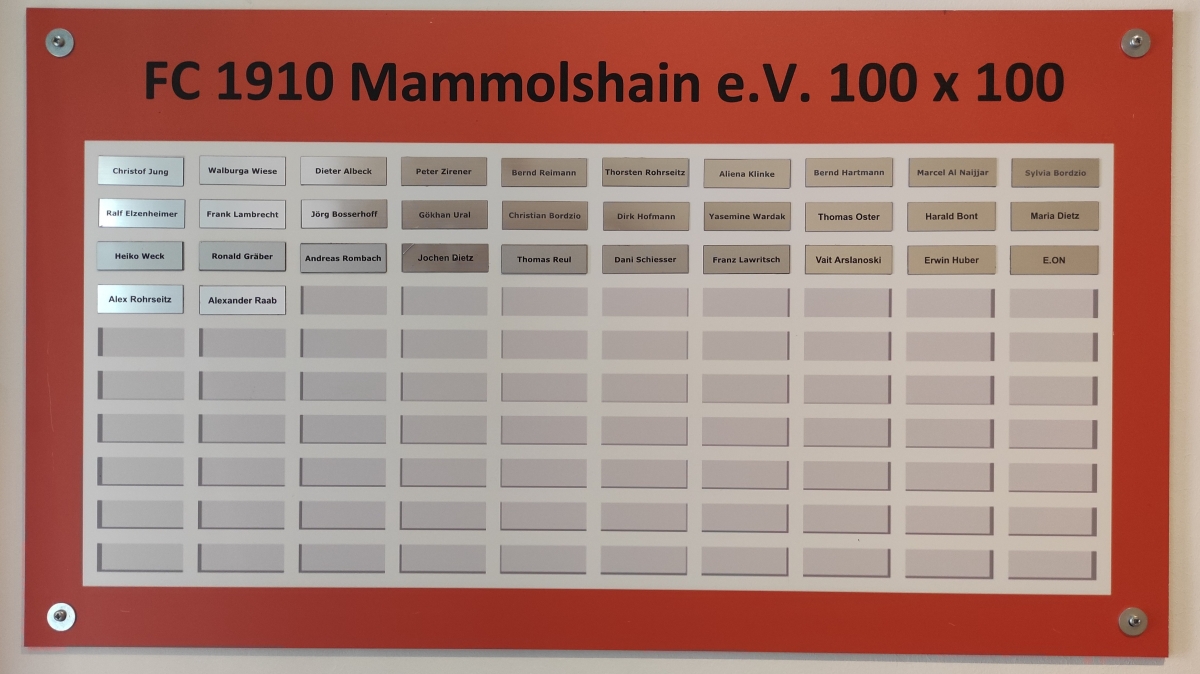 FC 1910 Mammolshain e.V. 100 x 100
Christof Jung Walburga Wiese Dieter Albeck Peter Zirener Bernd Reimann Thorsten Rohrseitz Aliena Klinke Bernd Hartmann Marcel Al Naijjar Sylvia Bordzio
Ralf Elzenheimer Frank Lambrecht Jörg Bosserhoff Gökhan Ural Christian Bordzio Dirk Hofmann Yasemine Wardak Thomas Oster Harald Bont Maria Dietz
Heiko Weck Ronald Gräber Andreas Rombach Jochen Dietz Thomas Reul Dani Schiesser Franz Lawritsch Vait Arslanoski Erwin Huber E.ON
Alex Rohrseitz Alexander Raab